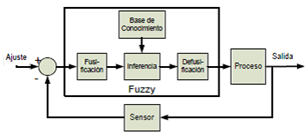 Base de
Conocimiento
Ajuste
+
-
Fusi-
ficación
Inferencia
Defusi-
ficación
Proceso
Salida
Fuzzy
Sensor